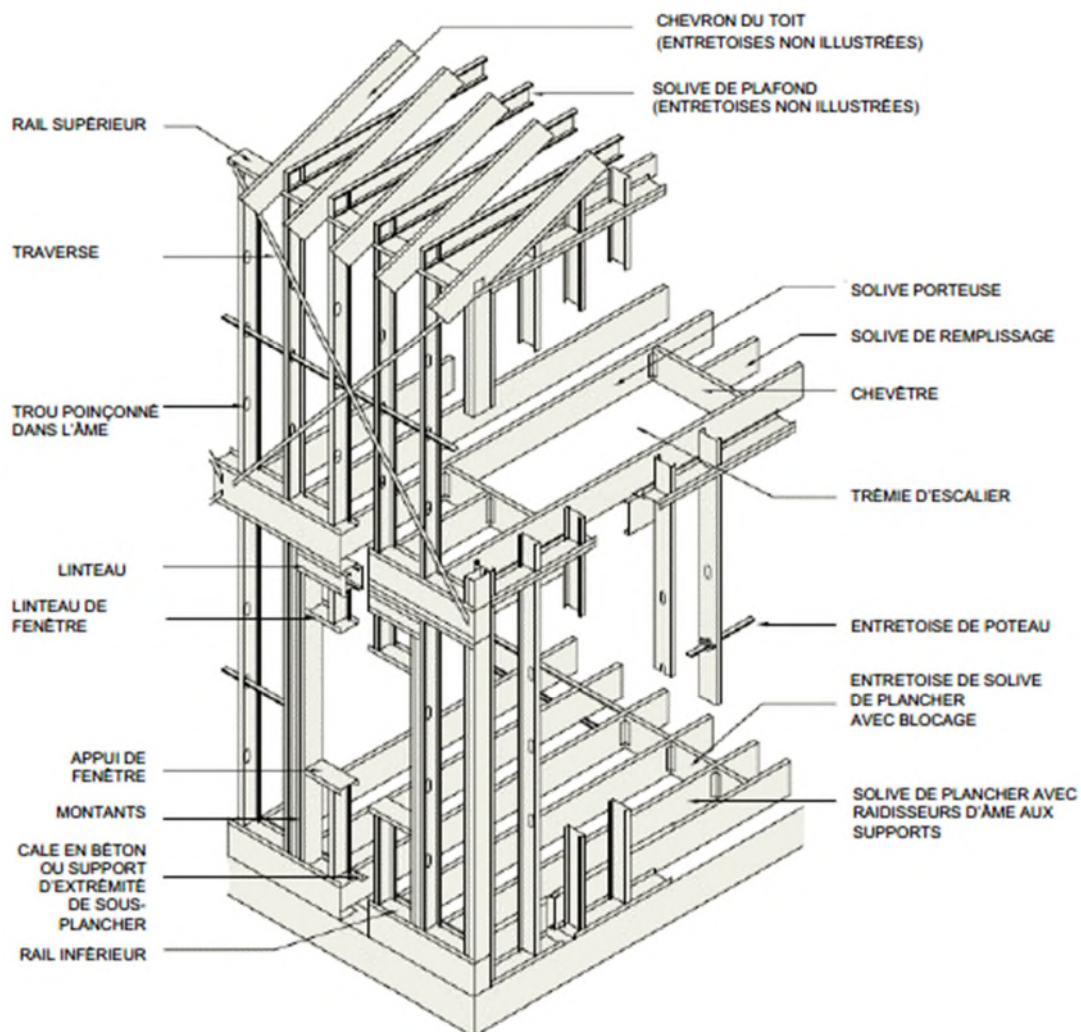 CHEVRON DU TOIT
(ENTRETOISES NON ILLUSTRÉES)
SOLIVE DE PLAFOND
(ENTRETOISES NON ILLUSTRÉES)
RAIL SUPÉRIEUR
TRAVERSE
SOLIVE PORTEUSE
SOLIVE DE REMPLISSAGE
CHEVÊTRE
TROU POINÇONNÉ
DANS L'ÂME
TRÉMIE D'ESCALIER
LINTEAU
LINTEAU DE
FENÊTRE
ENTRETOISE DE POTEAU
ENTRETOISE DE SOLIVE
DE PLANCHER
AVEC BLOCAGE
APPUI DE
FENÊTRE
MONTANTS
SOLIVE DE PLANCHER AVEC
RAIDISSEURS D'ÂME AUX
SUPPORTS
CALE EN BÉTON
OU SUPPORT
D'EXTRÉMITÉ
DE SOUS-
PLANCHER
RAIL INFÉRIEUR